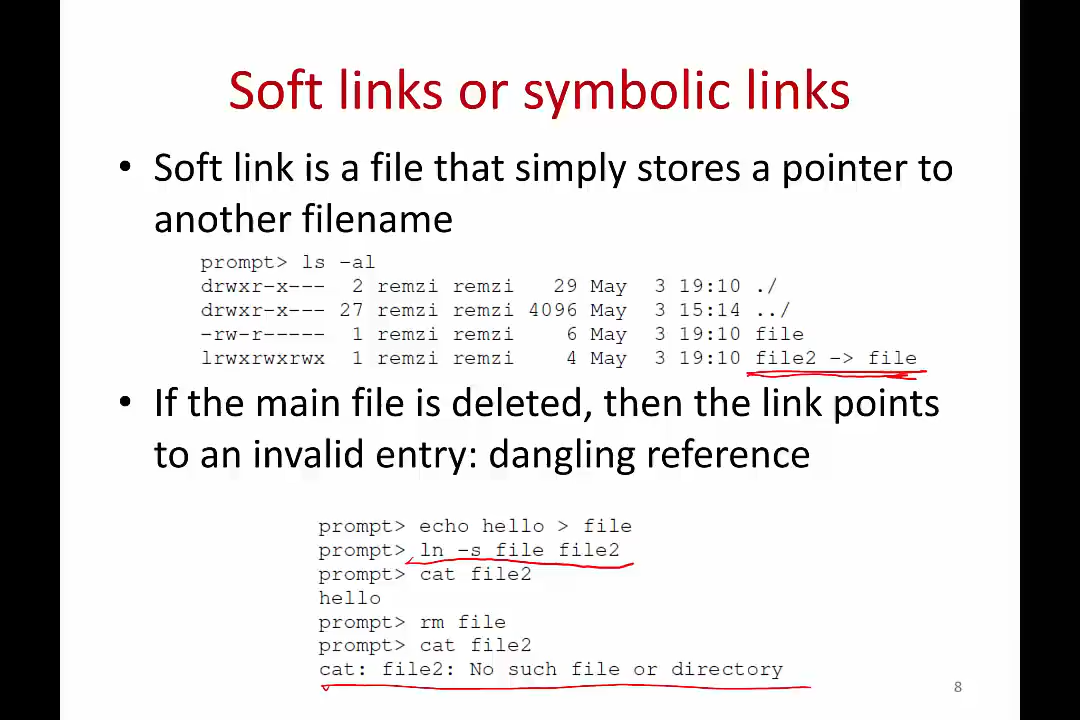 Soft links or symbolic links
• Soft link is a file that simply stores a pointer to
another filename
prompt> ls -al
drwxr-x--- 2 remzi remzi 29 May 3 19:10 ./
drwxr-x--- 27 remzi remzi 4096 May 3 15:14 ../
-rw-r----- 1 remzi remzi 6 May 3 19:10 file
lrwxrwxrwx 1 remzi remzi 4 May 3 19:10 file2 -> file
• If the main file is deleted, then the link points
to an invalid entry: dangling reference
prompt> echo hello > file
prompt> ln -s file file2
prompt> cat file2
hello
prompt> rm file
prompt> cat file2
cat: file2: No such file or directory
8